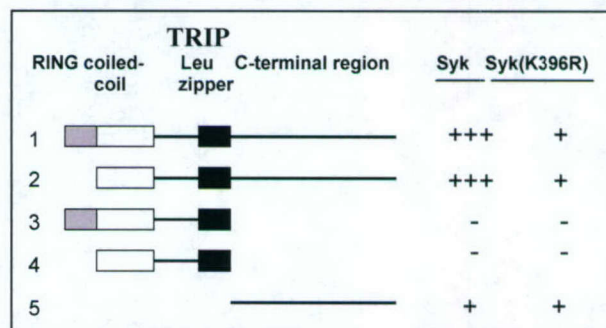 TRIP
RING coiled- Leu C-terminal region Syk Syk(K396R)
coil zipper
1 +++ +
2 +++ +
3 - -
4 - -
5 + +